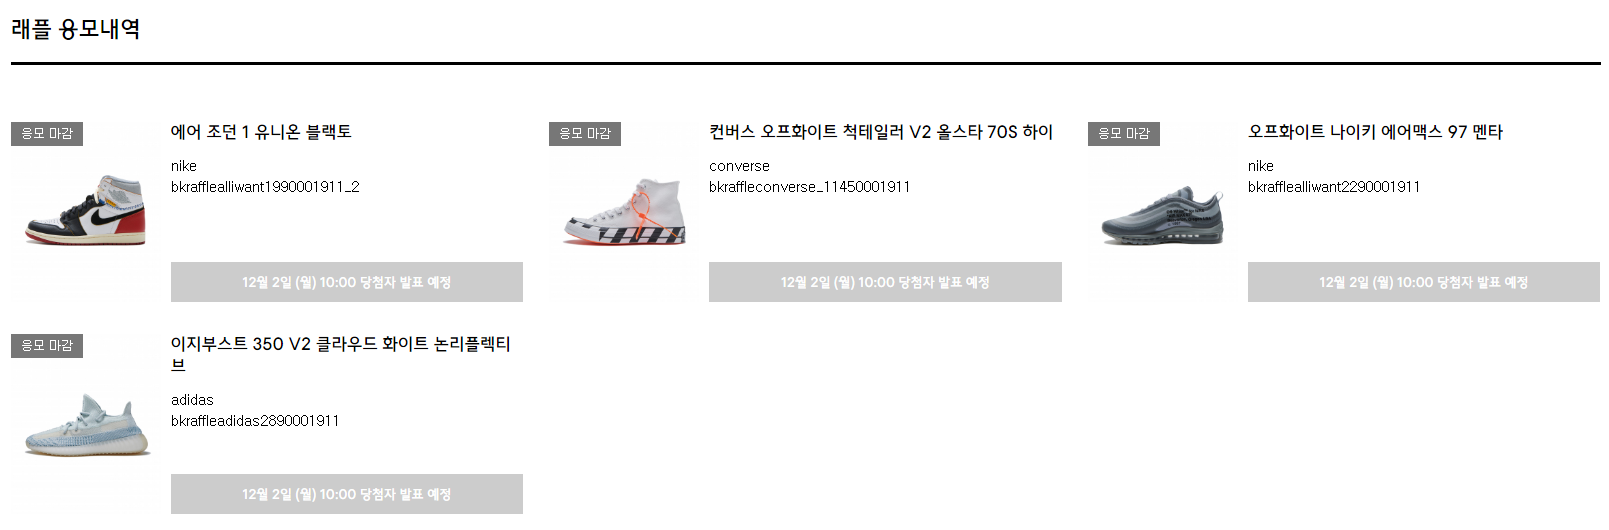 래플 응모내역
응모 마감
에어 조던 1 유니온 블랙토
nike
bkrafflealliwant1990001911_2
12월 2일 (월) 10:00 당첨자 발표 예정
응모 마감
컨버스 오프화이트 척테일러 V2 올스타 70S 하이
converse
bkraffleconverse_11450001911
12월 2일 (월) 10:00 당첨자 발표 예정
응모 마감
오프화이트 나이키 에어맥스 97 멘타
nike
bkrafflealliwant2290001911
12월 2일 (월) 10:00 당첨자 발표 예정
응모 마감
이지부스트 350 V2 클라우드 화이트 논리플렉티
브
adidas
bkraffleadidas2890001911
12월 2일 (월) 10:00 당첨자 발표 예정